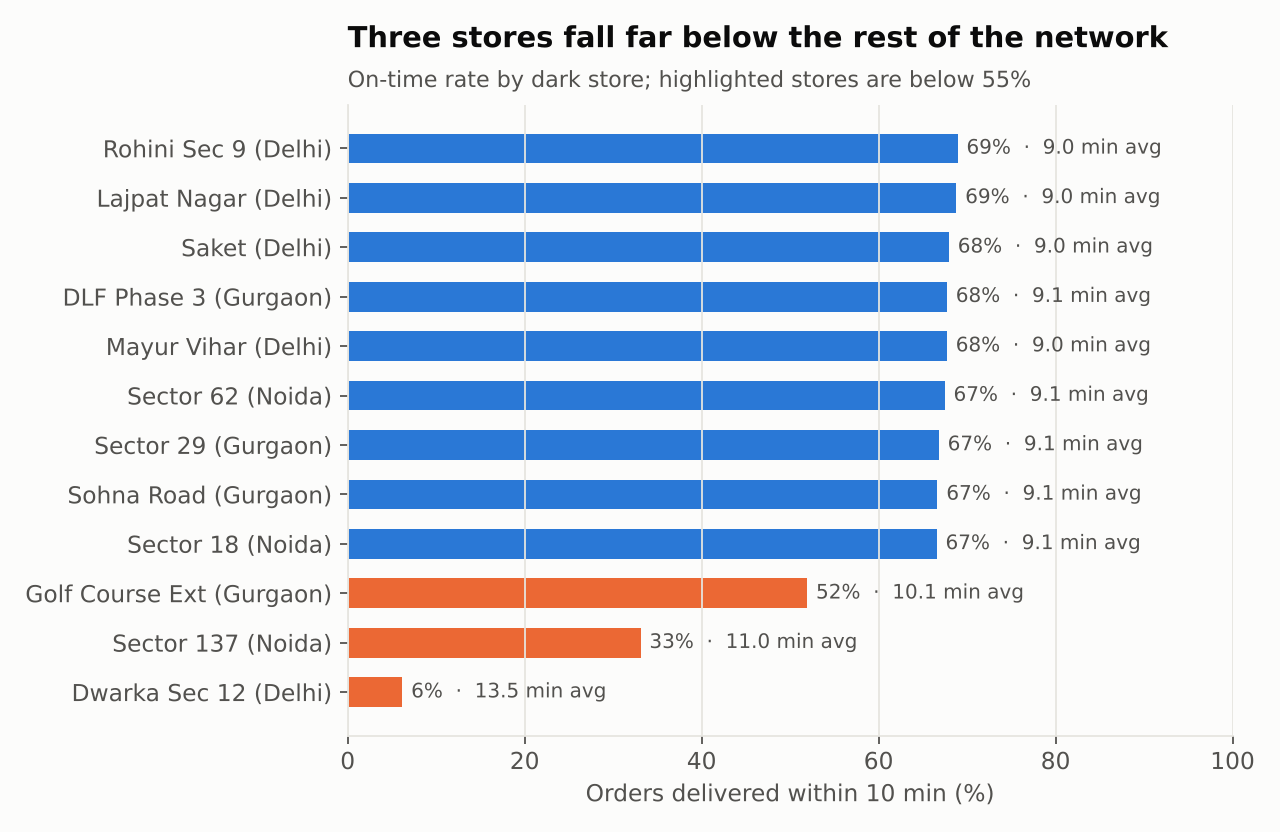 Three stores fall far below the rest of the network
On-time rate by dark store; highlighted stores are below 55%
Rohini Sec 9 (Delhi) 69% · 9.0 min avg
Lajpat Nagar (Delhi) 69% · 9.0 min avg
Saket (Delhi) 68% · 9.0 min avg
DLF Phase 3 (Gurgaon) 68% · 9.1 min avg
Mayur Vihar (Delhi) 68% · 9.0 min avg
Sector 62 (Noida) 67% · 9.1 min avg
Sector 29 (Gurgaon) 67% · 9.1 min avg
Sohna Road (Gurgaon) 67% · 9.1 min avg
Sector 18 (Noida) 67% · 9.1 min avg
Golf Course Ext (Gurgaon) 52% · 10.1 min avg
Sector 137 (Noida) 33% · 11.0 min avg
Dwarka Sec 12 (Delhi) 6% · 13.5 min avg
0 20 40 60 80 100
Orders delivered within 10 min (%)